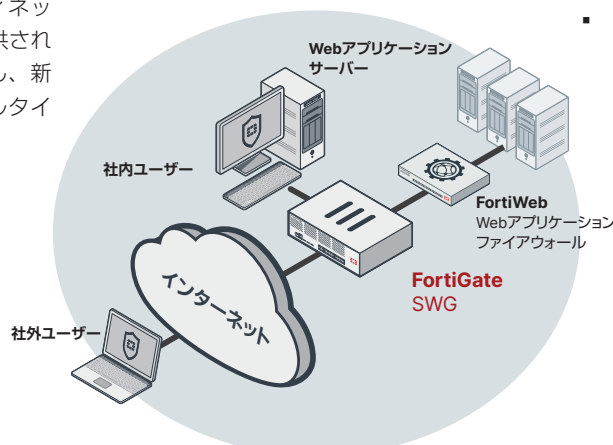 ィネッ
供され
し、新
ルタイ
Webアプリケーション
サーバー
社内ユーザー
FortiWeb
Webアプリケーション
ファイアウォール
FortiGate
SWG
インターネット
社外ユーザー